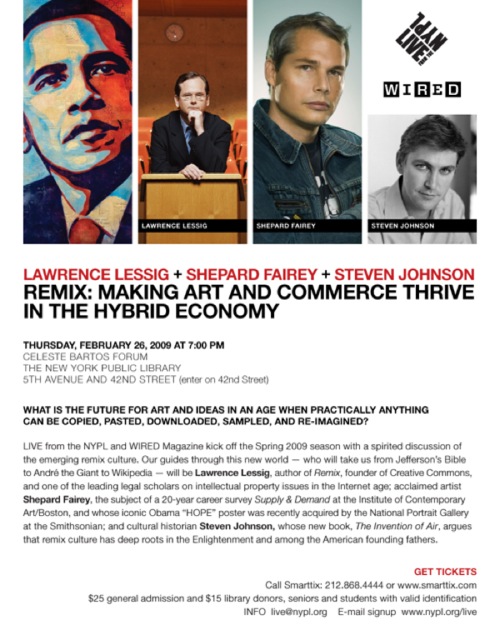 LIVE from the
NYPL
WIRED
LAWRENCE LESSIG
SHEPARD FAIREY
STEVEN JOHNSON
LAWRENCE LESSIG + SHEPARD FAIREY + STEVEN JOHNSON
REMIX: MAKING ART AND COMMERCE THRIVE
IN THE HYBRID ECONOMY
THURSDAY, FEBRUARY 26, 2009 AT 7:00 PM
CELESTE BARTOS FORUM
THE NEW YORK PUBLIC LIBRARY
5TH AVENUE AND 42ND STREET (enter on 42nd Street)
WHAT IS THE FUTURE FOR ART AND IDEAS IN AN AGE WHEN PRACTICALLY ANYTHING
CAN BE COPIED, PASTED, DOWNLOADED, SAMPLED, AND RE-IMAGINED?
LIVE from the NYPL and WIRED Magazine kick off the Spring 2009 season with a spirited discussion of
the emerging remix culture. Our guides through this new world — who will take us from Jefferson's Bible
to André the Giant to Wikipedia — will be Lawrence Lessig, author of Remix, founder of Creative Commons,
and one of the leading legal scholars on intellectual property issues in the Internet age; acclaimed artist
Shepard Fairey, the subject of a 20-year career survey Supply & Demand at the Institute of Contemporary
Art/Boston, and whose iconic Obama "HOPE" poster was recently acquired by the National Portrait Gallery
at the Smithsonian; and cultural historian Steven Johnson, whose new book, The Invention of Air, argues
that remix culture has deep roots in the Enlightenment and among the American founding fathers.
GET TICKETS
Call Smarttix: 212.868.4444 or www.smarttix.com
$25 general admission and $15 library donors, seniors and students with valid identification
INFO live@nypl.org E-mail signup www.nypl.org/live